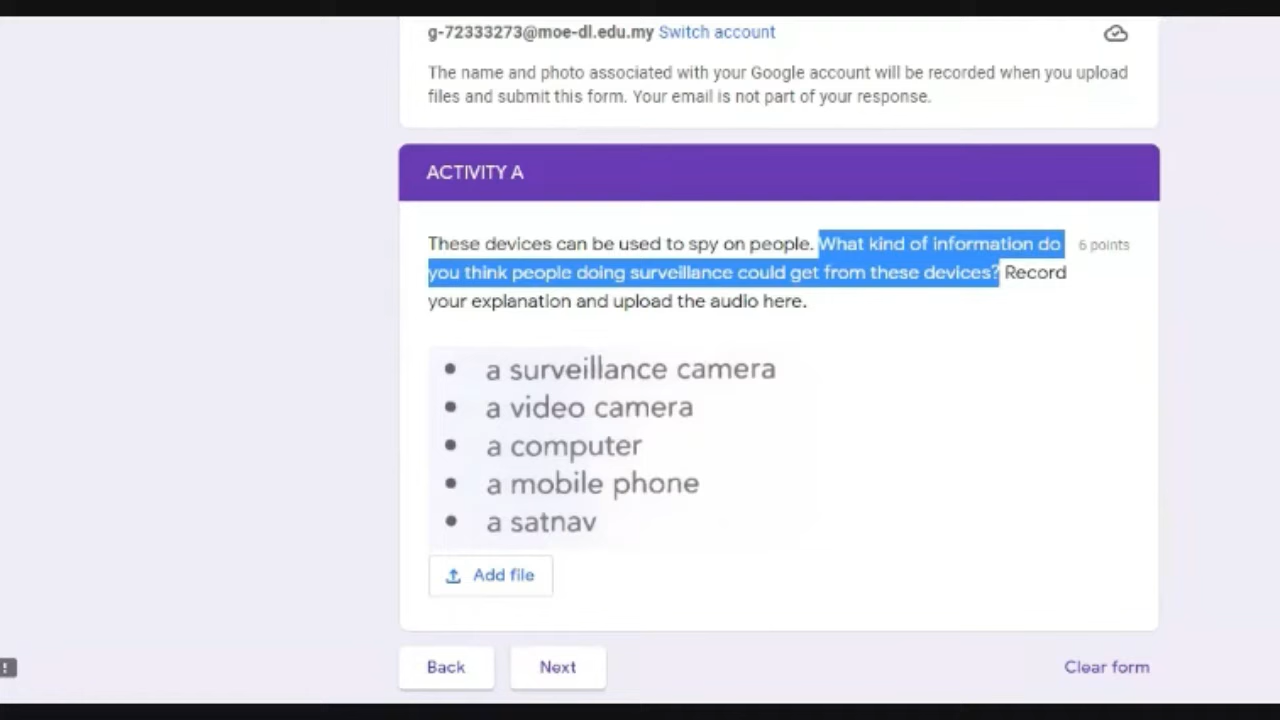 g-72333273@moe-dl.edu.my Switch account
The name and photo associated with your Google account will be recorded when you upload
files and submit this form. Your email is not part of your response.
ACTIVITY A
These devices can be used to spy on people. What kind of information do 6 points
you think people doing surveillance could get from these devices? Record
your explanation and upload the audio here.
• a surveillance camera
• a video camera
• a computer
• a mobile phone
• a satnav
Add file
Back Next Clear form